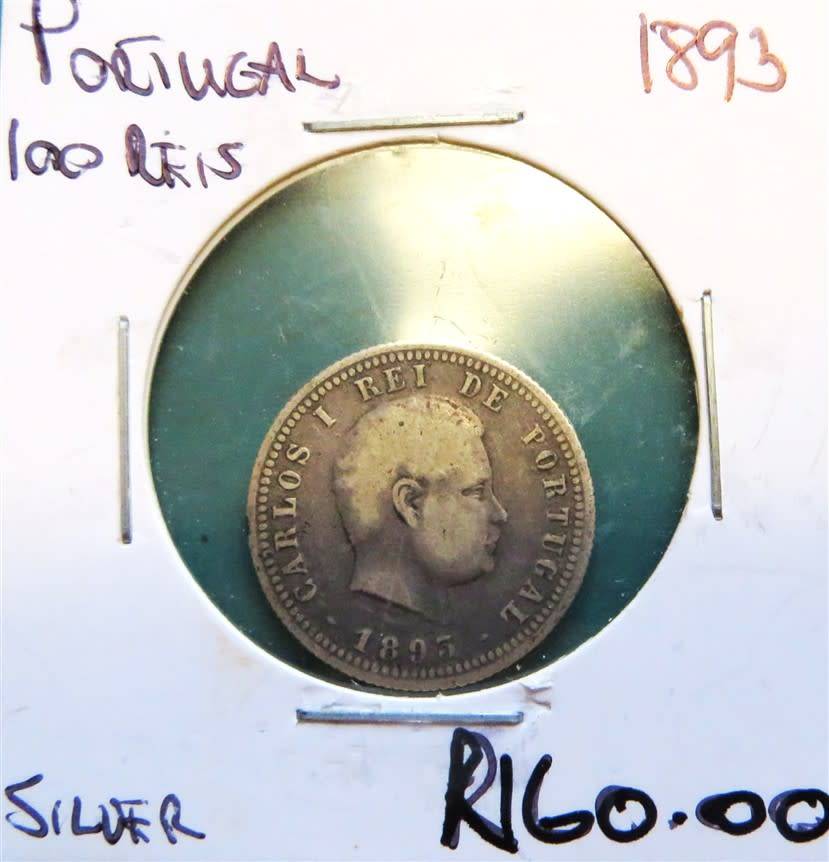 PORTUGAL
1893
100 REIS
CARLOS I REI DE PORTUGAL
1893
SILVER
R160.00